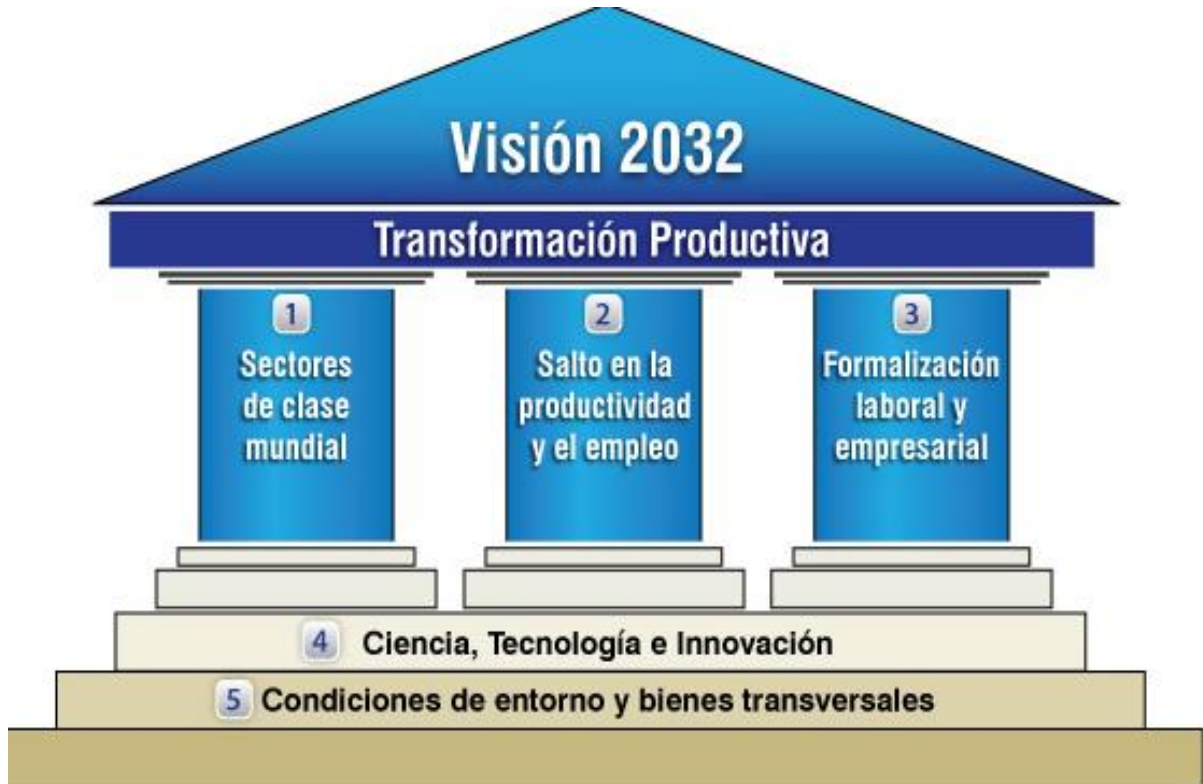 Visión 2032
Transformación Productiva
1
Sectores
de clase
mundial
2
Salto en la
productividad
y el empleo
3
Formalización
laboral y
empresarial
4 Ciencia, Tecnología e Innovación
5 Condiciones de entorno y bienes transversales